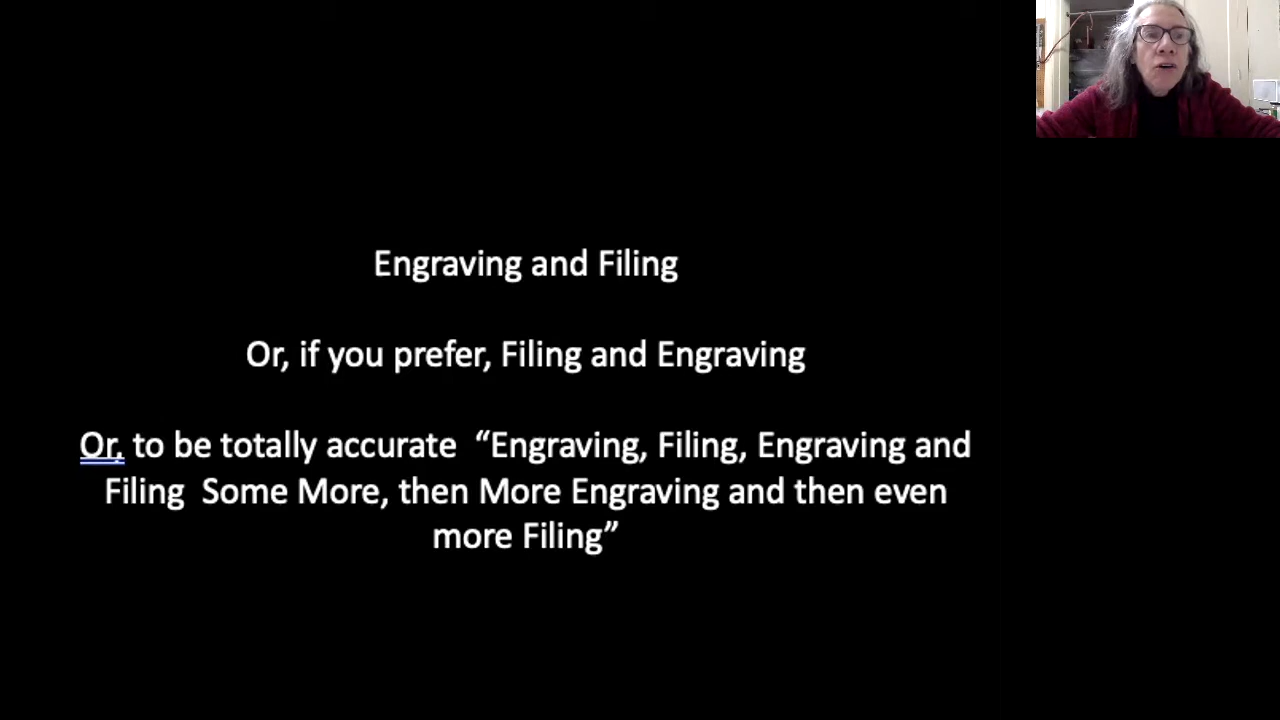 Engraving and Filing
Or, if you prefer, Filing and Engraving
Or, to be totally accurate  “Engraving, Filing, Engraving and
Filing  Some More, then More Engraving and then even
more Filing”